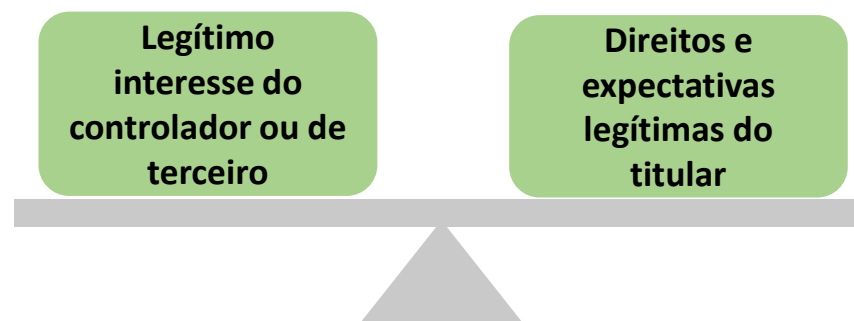 Legítimo
interesse do
controlador ou de
terceiro
Direitos e
expectativas
legítimas do
titular